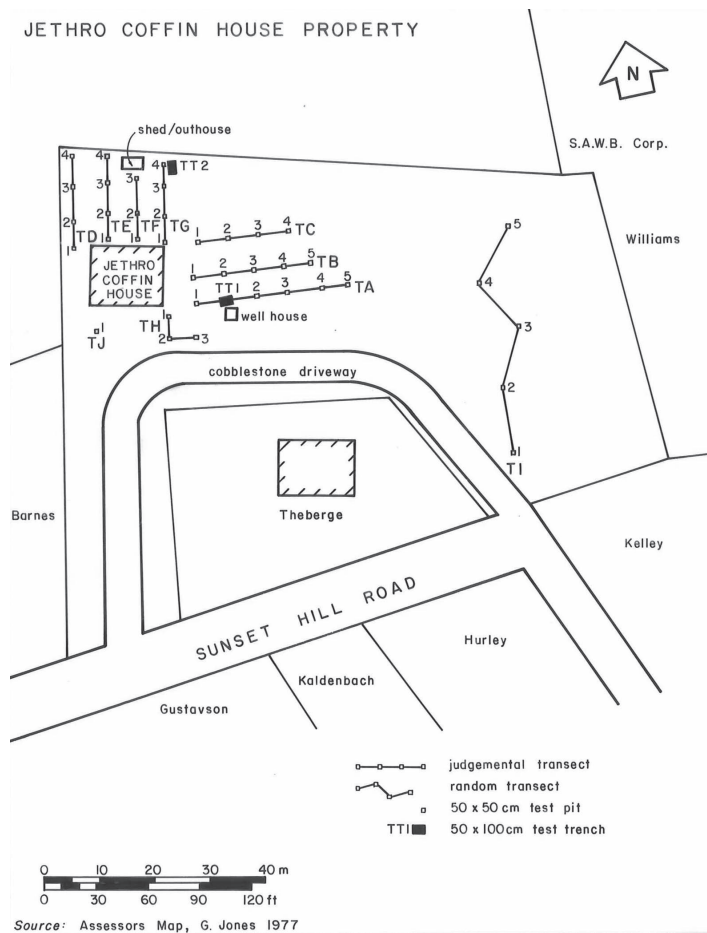 JETHRO COFFIN HOUSE PROPERTY
N
shed/outhouse
S.A.W.B. Corp.
4 4 3 4 TT2
3 3 3
2 2 2 2
TD TE TF TG
1 1 1 1
1 2 3 4 TC
5
Williams
JETHRO
COFFIN
HOUSE
1 2 3 4 5 TB
4
TT1
1 2 3 4 5 TA
well house
TH 1
2 3
1
TJ
3
cobblestone driveway
2
1
TI
Theberge
Barnes
Kelley
SUNSET HILL ROAD
Hurley
Kaldenbach
Gustavson
judgemental transect
random transect
50 x 50 cm test pit
TT1 50 x 100 cm test trench
0 10 20 30 40 m
0 30 60 90 120 ft
Source: Assessors Map, G. Jones 1977